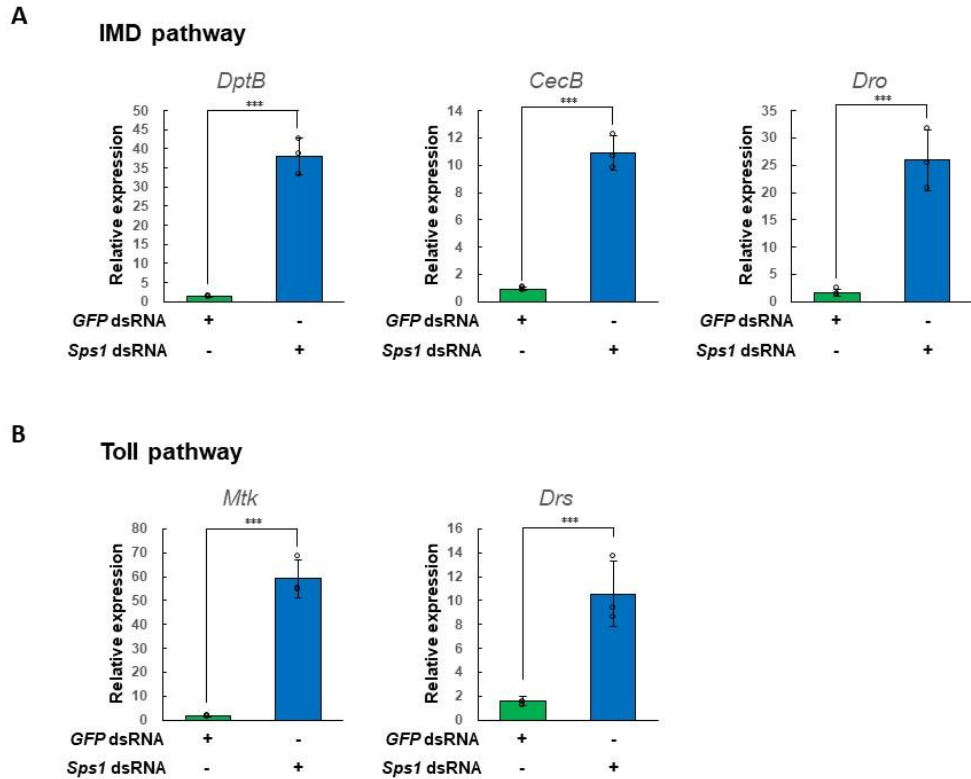 A
IMD pathway
DptB
***
Relative expression
50
45
40
35
30
25
20
15
10
5
0
GFP dsRNA + -
Sps1 dsRNA - +
CecB
***
Relative expression
14
12
10
8
6
4
2
0
+ -
- +
Dro
***
Relative expression
35
30
25
20
15
10
5
0
GFP dsRNA + -
Sps1 dsRNA - +
B
Toll pathway
Mtk
***
Relative expression
80
70
60
50
40
30
20
10
0
GFP dsRNA + -
Sps1 dsRNA - +
Drs
***
Relative expression
16
14
12
10
8
6
4
2
0
GFP dsRNA + -
Sps1 dsRNA - +